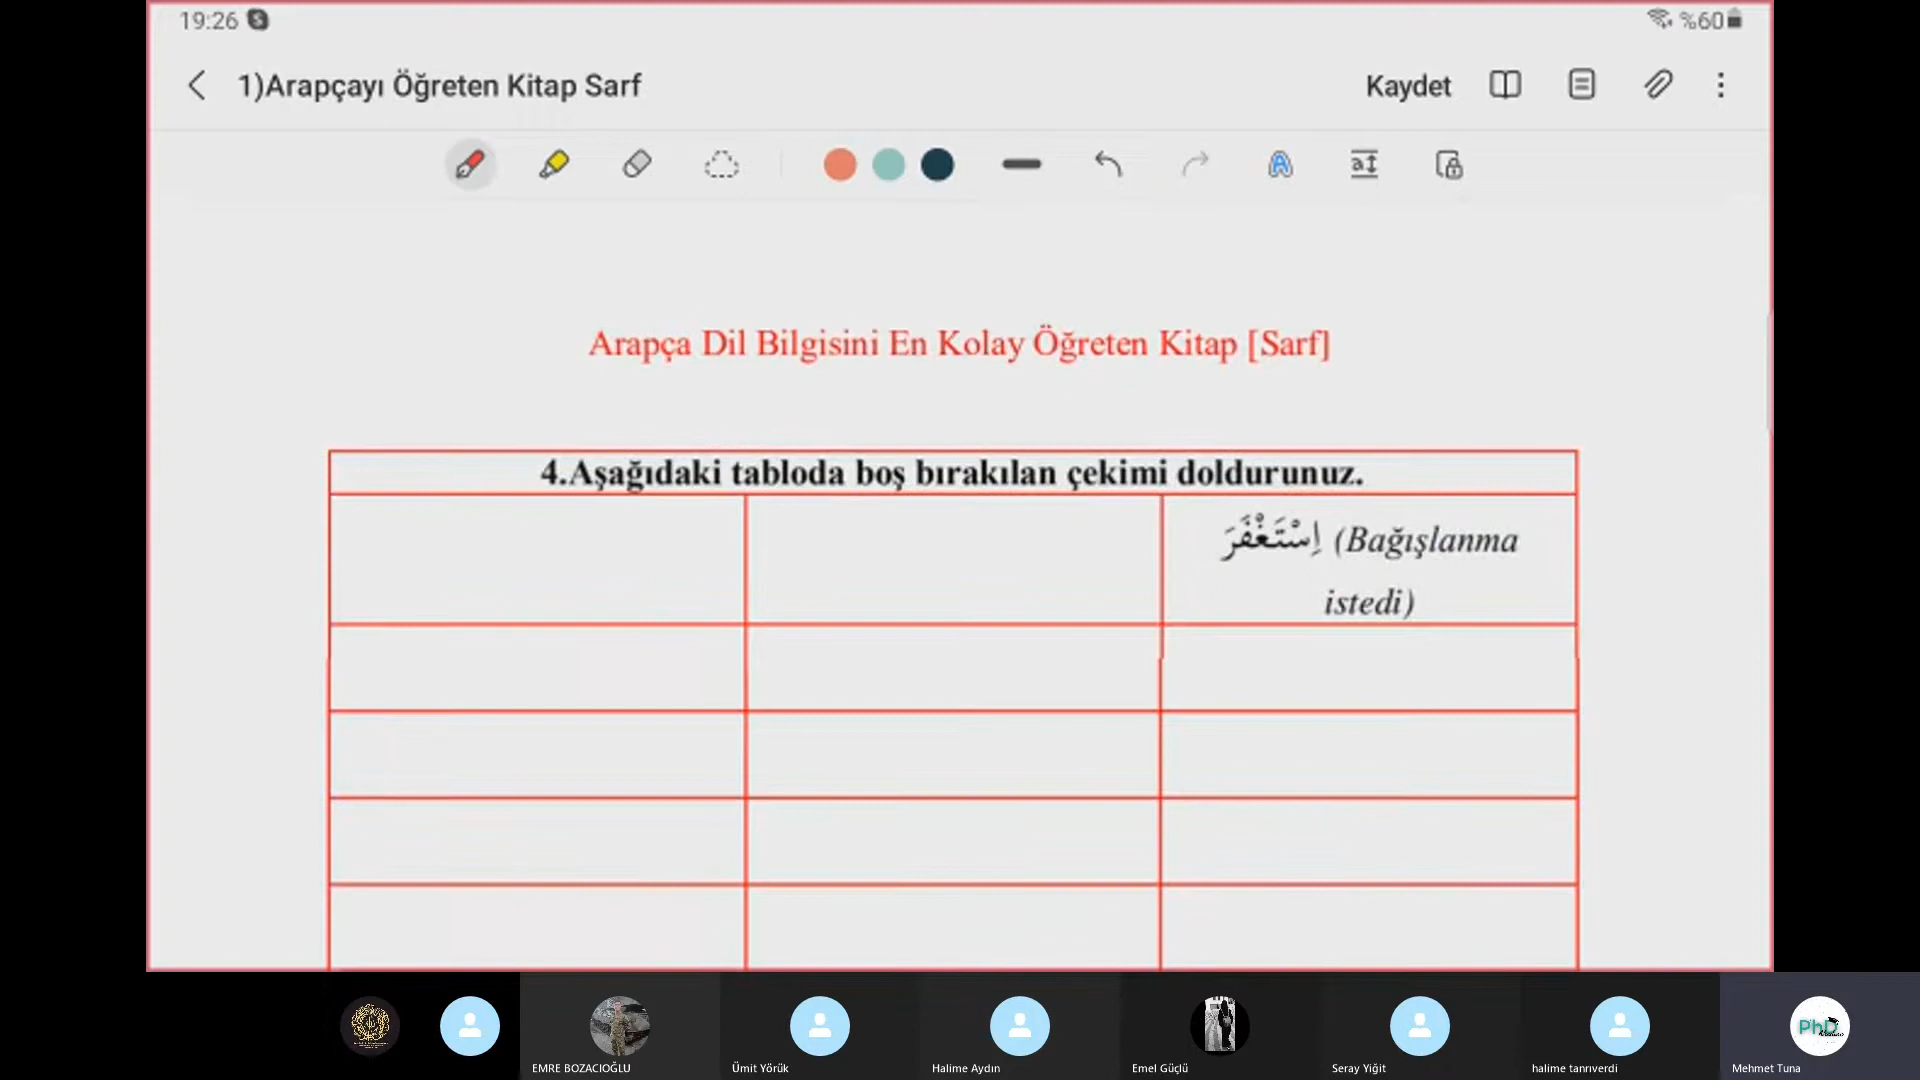 19:26
%60
1)Arapçayı Öğreten Kitap Sarf
Kaydet
Arapça Dil Bilgisini En Kolay Öğreten Kitap [Sarf]
4.Aşağıdaki tabloda boş bırakılan çekimi doldurunuz.
اِسْتَغْفَرَ (Bağışlanma
istedi)
EMRE BOZACIOĞLU
Ümit Yörük
Halime Aydın
Emel Güçlü
Seray Yiğit
halime tanrıverdi
Mehmet Tuna
PhD